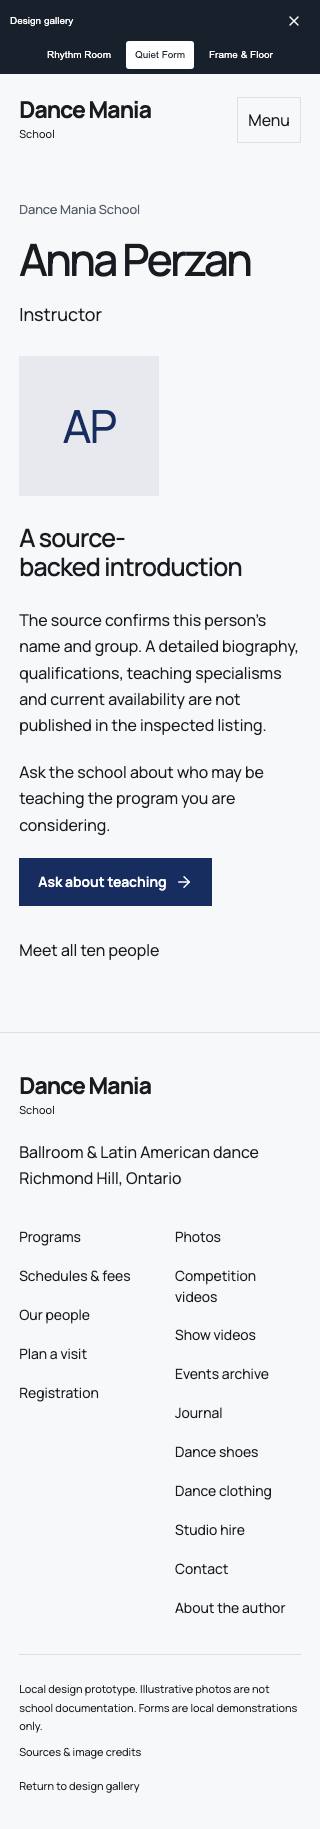 Design gallery
Rhythm Room
Quiet Form
Frame & Floor
Dance Mania
School
Menu
Dance Mania School
Anna Perzan
Instructor
AP
A source-
backed introduction
The source confirms this person's
name and group. A detailed biography,
qualifications, teaching specialisms
and current availability are not
published in the inspected listing.
Ask the school about who may be
teaching the program you are
considering.
Ask about teaching
Meet all ten people
Dance Mania
School
Ballroom & Latin American dance
Richmond Hill, Ontario
Programs
Schedules & fees
Our people
Plan a visit
Registration
Photos
Competition
videos
Show videos
Events archive
Journal
Dance shoes
Dance clothing
Studio hire
Contact
About the author
Local design prototype. Illustrative photos are not
school documentation. Forms are local demonstrations
only.
Sources & image credits
Return to design gallery